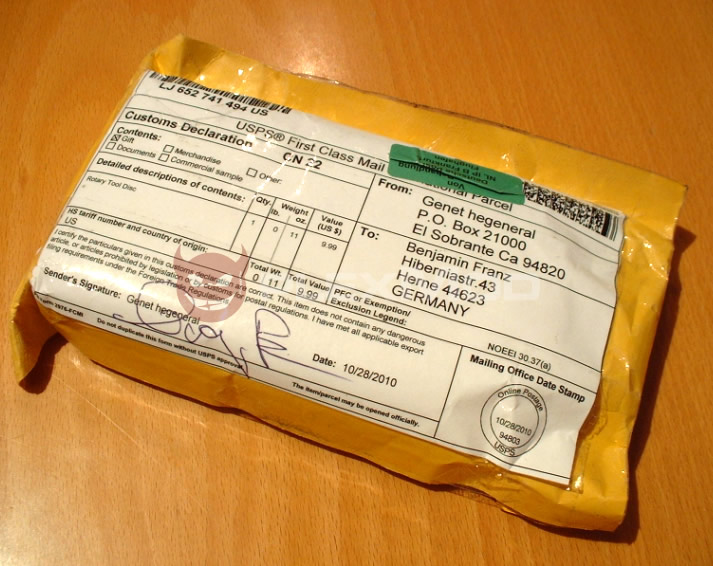 LJ 652 741 494 US
USPS® First Class Mail
tional Parcel
Customs Declaration CN 22
Contents:
Gift
Merchandise
Other:
Documents
Commercial sample
Detailed descriptions of contents:
Qty. Weight Value
lb. oz. (US $)
Rotary Tool Disc
1 0 11 9.99
HS tariff number and country of origin:
US
Total Wt. Total Value
0 11 9.99
PFC or Exemption/
Exclusion Legend:
NOEEI 30.37(a)
I certify the particulars given in this customs declaration are correct. This item does not contain any dangerous
article, or articles prohibited by legislation or by customs or postal regulations. I have met all applicable export
filing requirements under the Foreign Trade Regulations.
Sender's Signature: Genet hegeneral
Date: 10/28/2010
Do not duplicate this form without USPS approval.
The item/parcel may be opened officially.
From:
Genet hegeneral
P.O. Box 21000
El Sobrante Ca 94820
To:
Benjamin Franz
Hiberniastr.43
Herne 44623
GERMANY
Mailing Office Date Stamp
Online Postage
10/28/2010
94803
USPS
Von
NL IP B Frankfurt